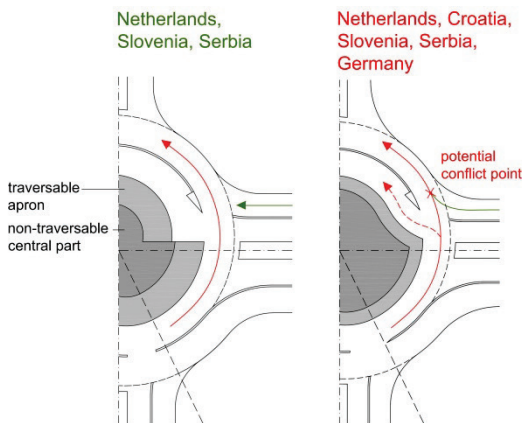 Netherlands,
Slovenia, Serbia
Netherlands, Croatia,
Slovenia, Serbia,
Germany
potential
conflict point
traversable
apron
non-traversable
central part